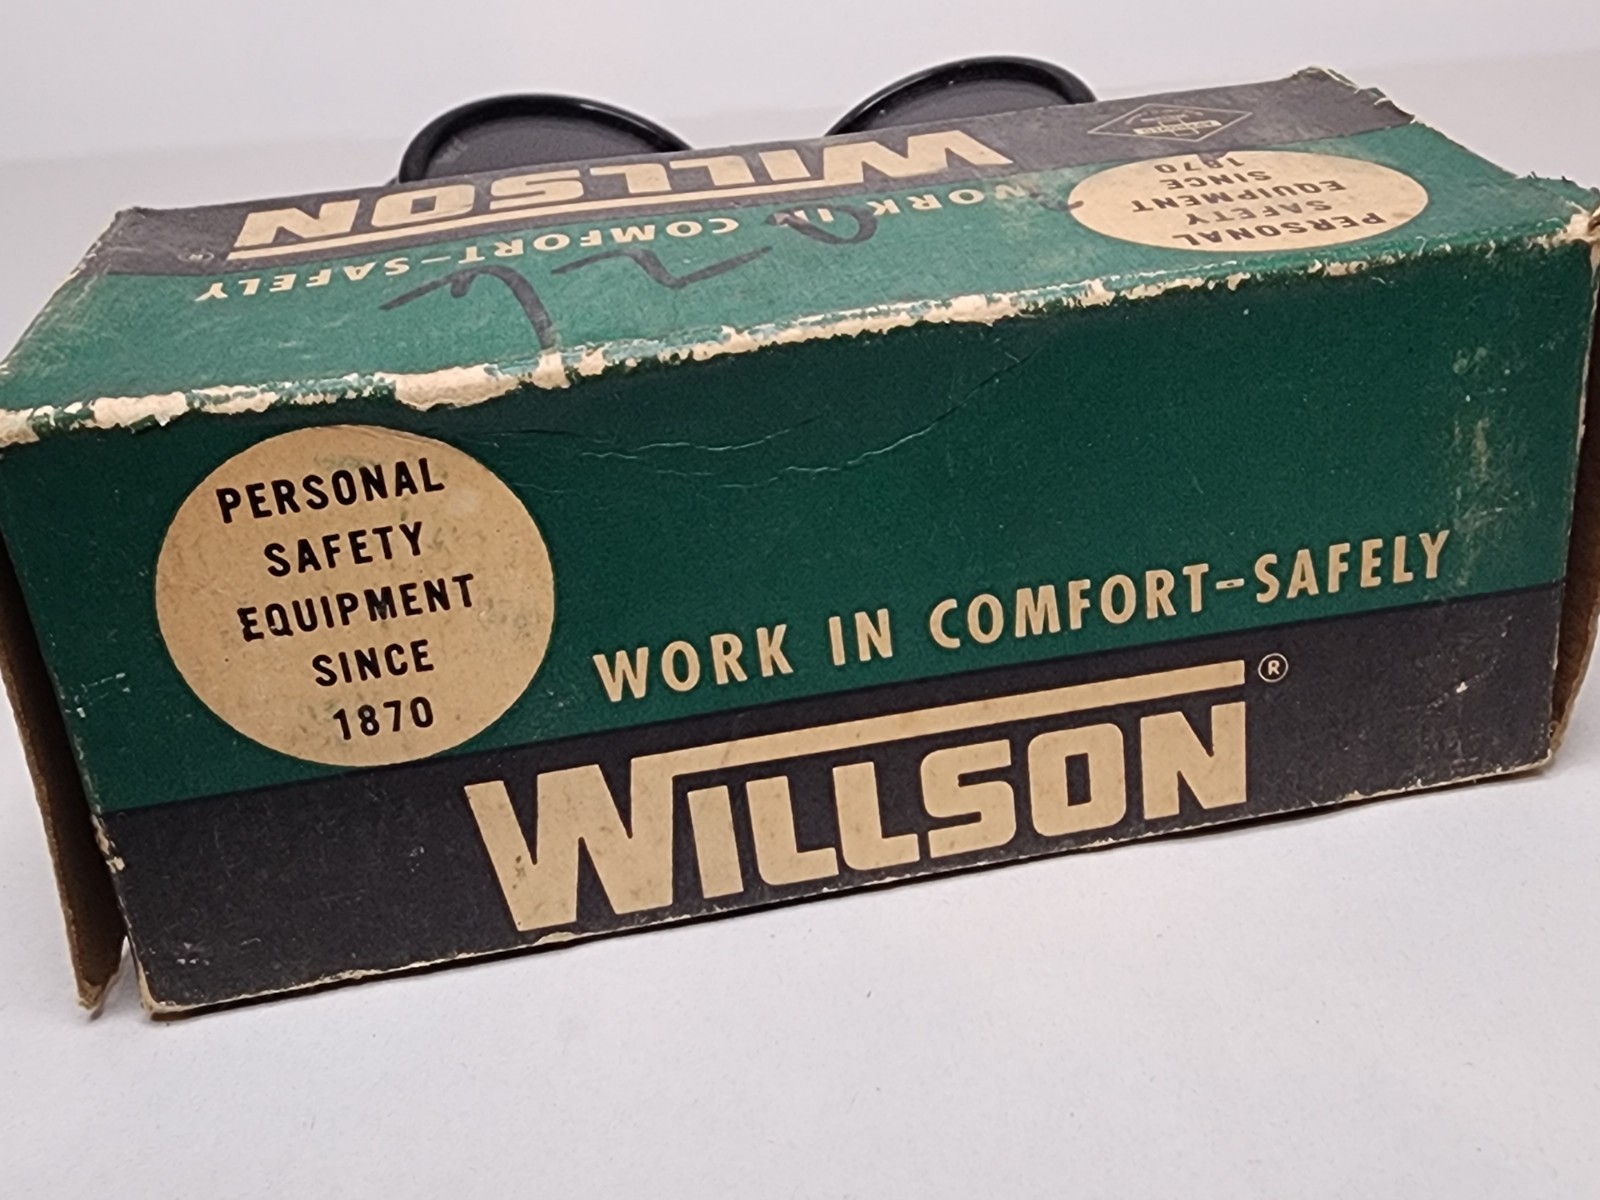 WILLSON
®
WORK IN COMFORT-SAFELY
PERSONAL
SAFETY
EQUIPMENT
SINCE
1870
PERSONAL
SAFETY
EQUIPMENT
SINCE
1870
WORK IN COMFORT-SAFELY
WILLSON®